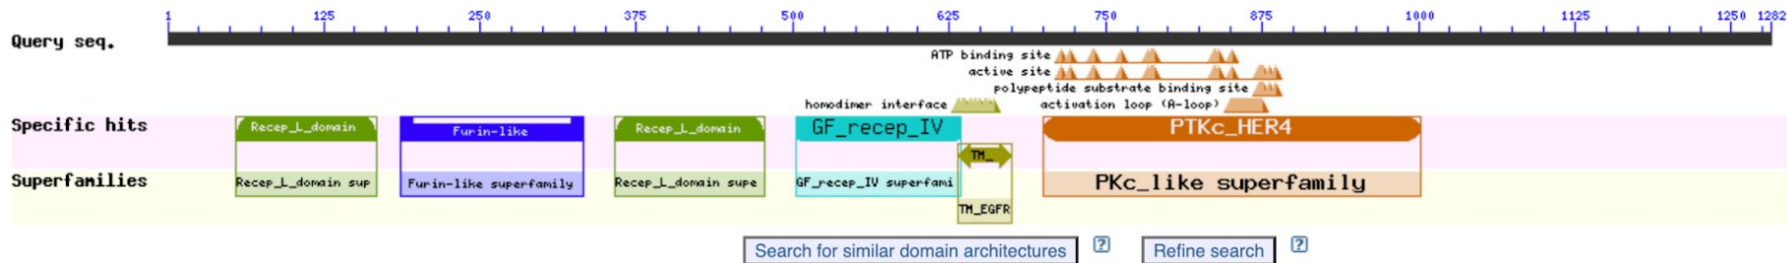 1 125 250 375 500 625 750 875 1000 1125 1250 1282
Query seq.
ATP binding site
active site
polypeptide substrate binding site
homodimer interface activation loop (A-loop)
Specific hits Recep_L_domain Furin-like Recep_L_domain GF_recep_IV PTKc_HER4
TM_
Superfamilies Recep_L_domain sup Furin-like superfamily Recep_L_domain supe GF_recep_IV superfami PKc_like superfamily
TM_EGFR
Search for similar domain architectures ? Refine search ?